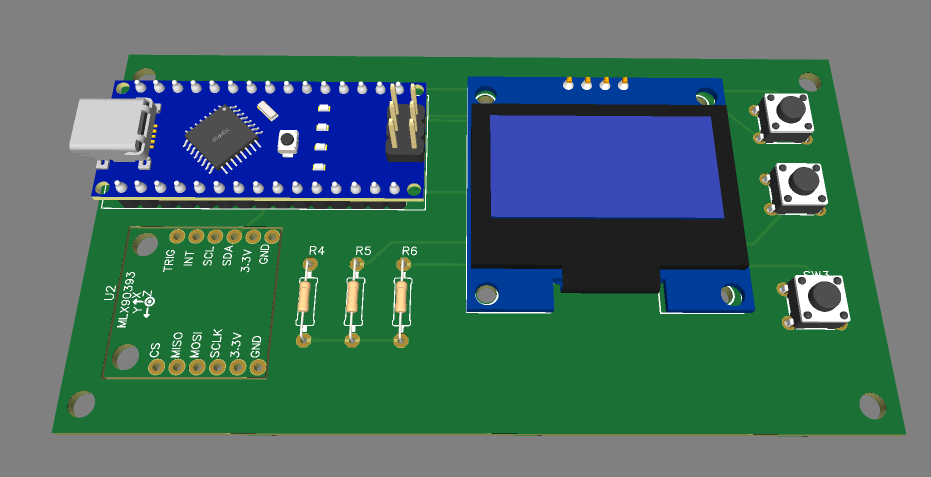 R4
R5
R6
TRIG
INT
SCL
SDA
3.3V
GND
U2
MLX90393
X
Y
Z
CS
MISO
MOSI
SCLK
3.3V
GND